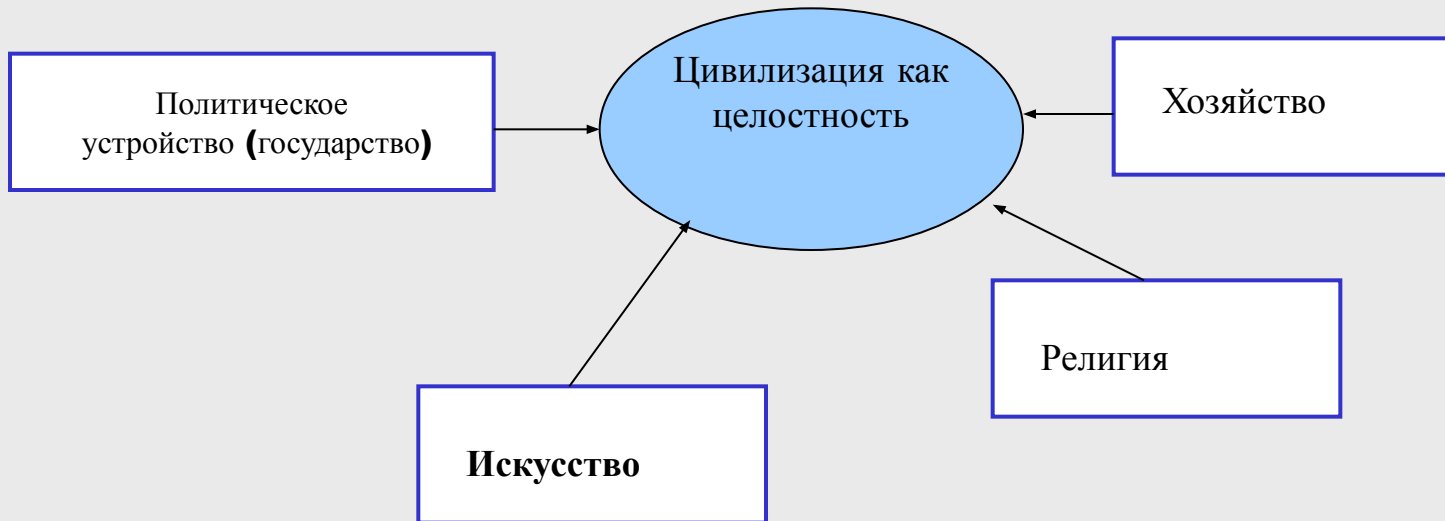 Цивилизация как
целостность
Политическое
устройство (государство)
Хозяйство
Религия
Искусство